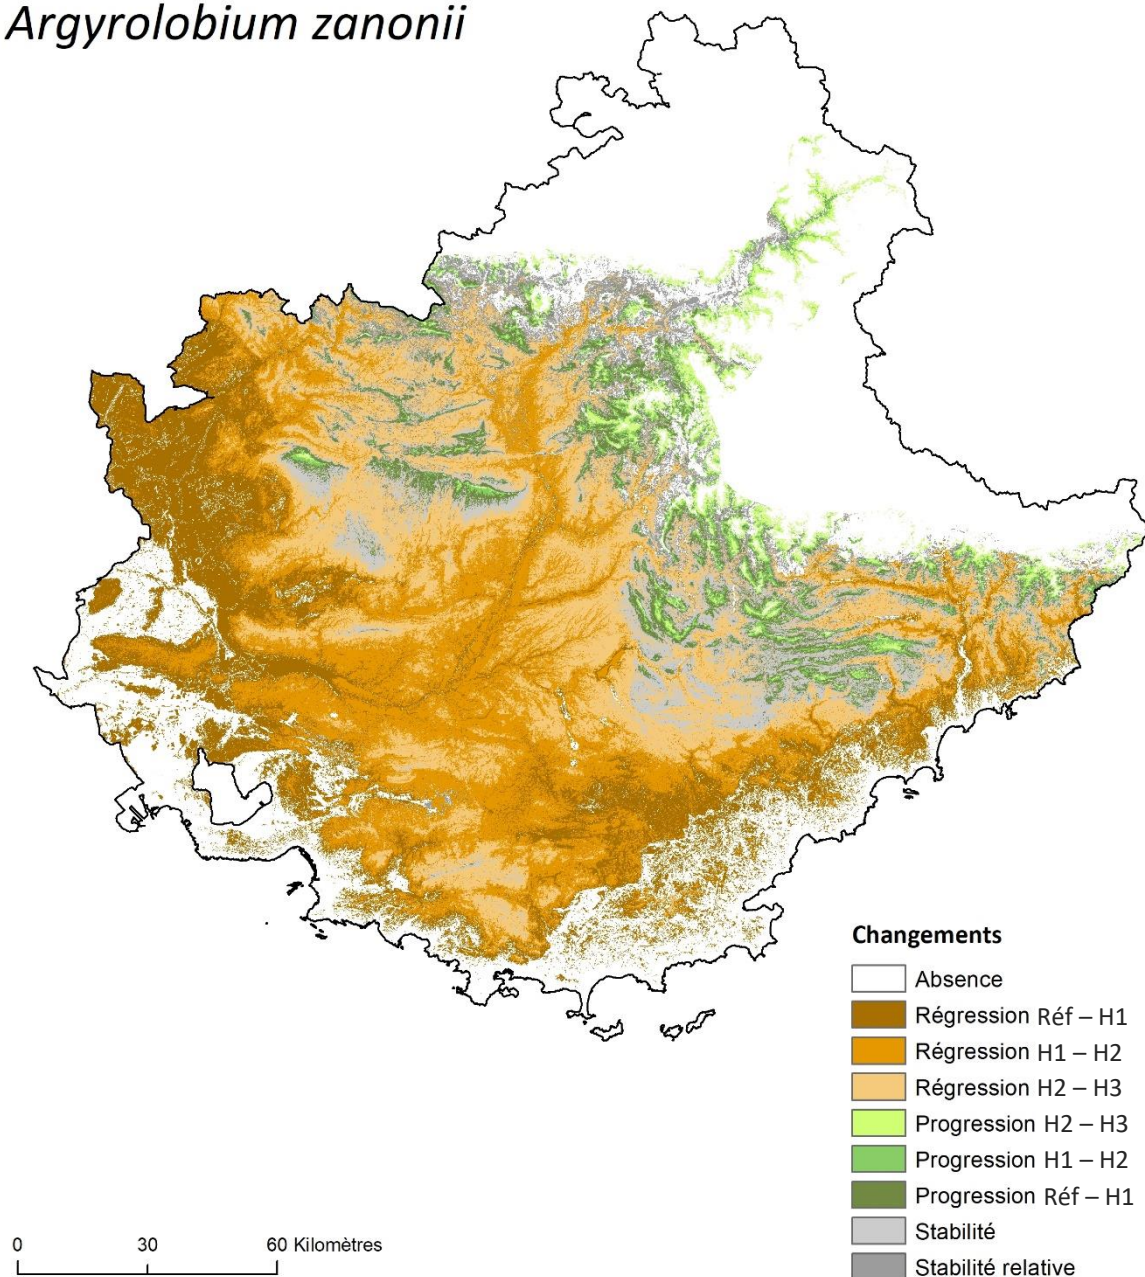 Argyrolobium zanonii
Changements
Absence
Régression Réf – H1
Régression H1 – H2
Régression H2 – H3
Progression H2 – H3
Progression H1 – H2
Progression Réf – H1
Stabilité
Stabilité relative
0 30 60 Kilomètres